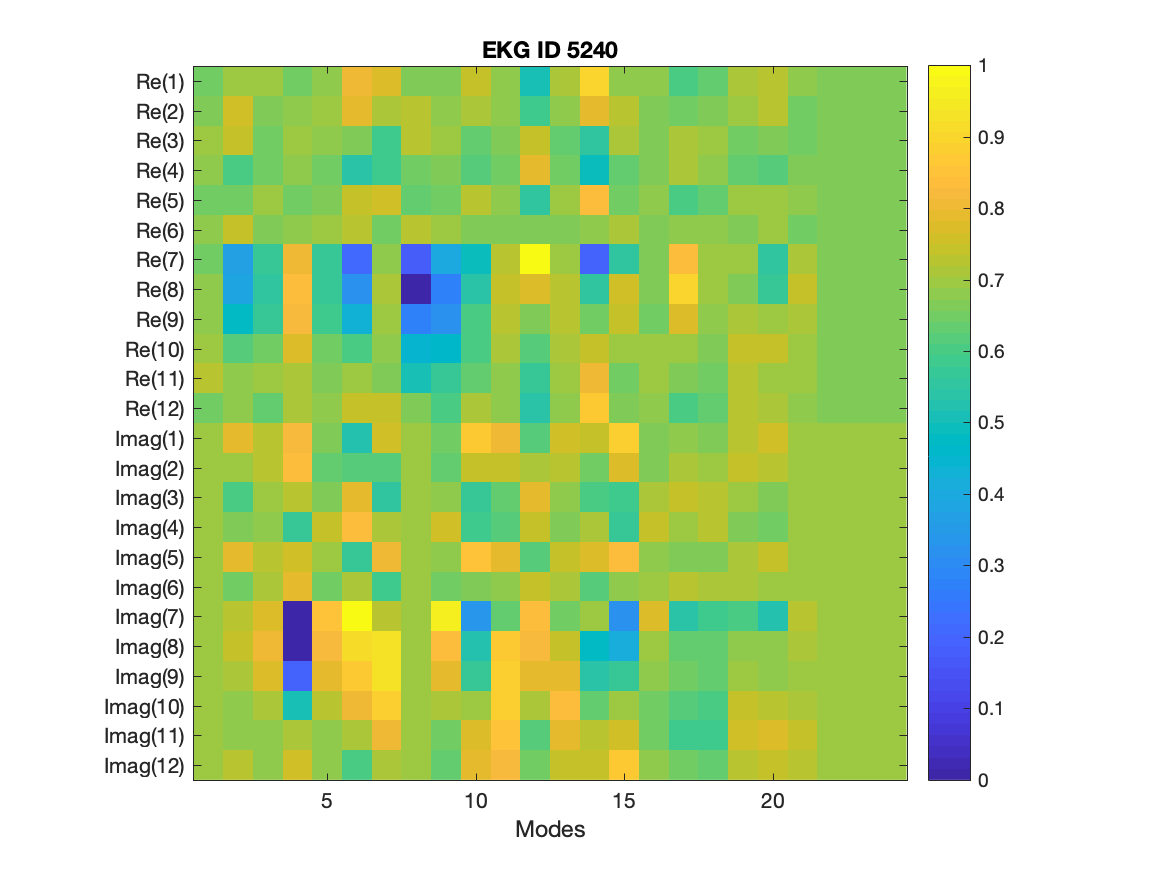 EKG ID 5240
Re(1)
Re(2)
Re(3)
Re(4)
Re(5)
Re(6)
Re(7)
Re(8)
Re(9)
Re(10)
Re(11)
Re(12)
Imag(1)
Imag(2)
Imag(3)
Imag(4)
Imag(5)
Imag(6)
Imag(7)
Imag(8)
Imag(9)
Imag(10)
Imag(11)
Imag(12)
5 10 15 20
Modes
1
0.9
0.8
0.7
0.6
0.5
0.4
0.3
0.2
0.1
0